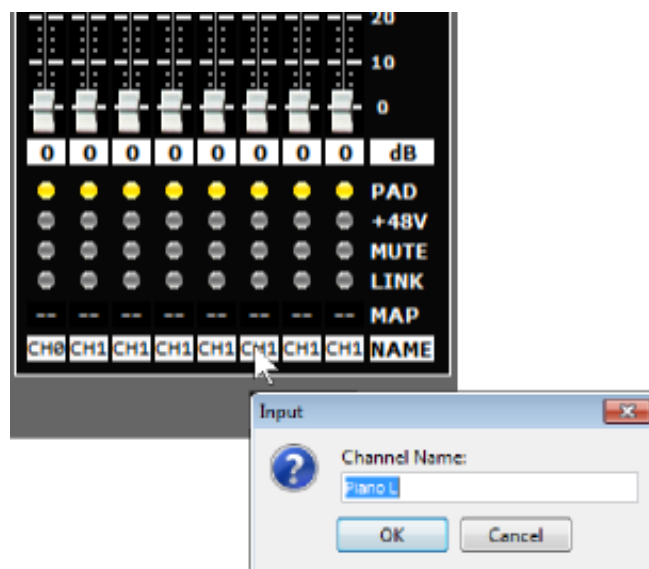 20
10
0
0 0 0 0 0 0 0 0 dB
PAD
+48V
MUTE
LINK
-- -- -- -- -- -- -- -- MAP
CH0 CH1 CH1 CH1 CH1 CH1 CH1 CH1 NAME
Input
Channel Name:
Piano L
OK Cancel